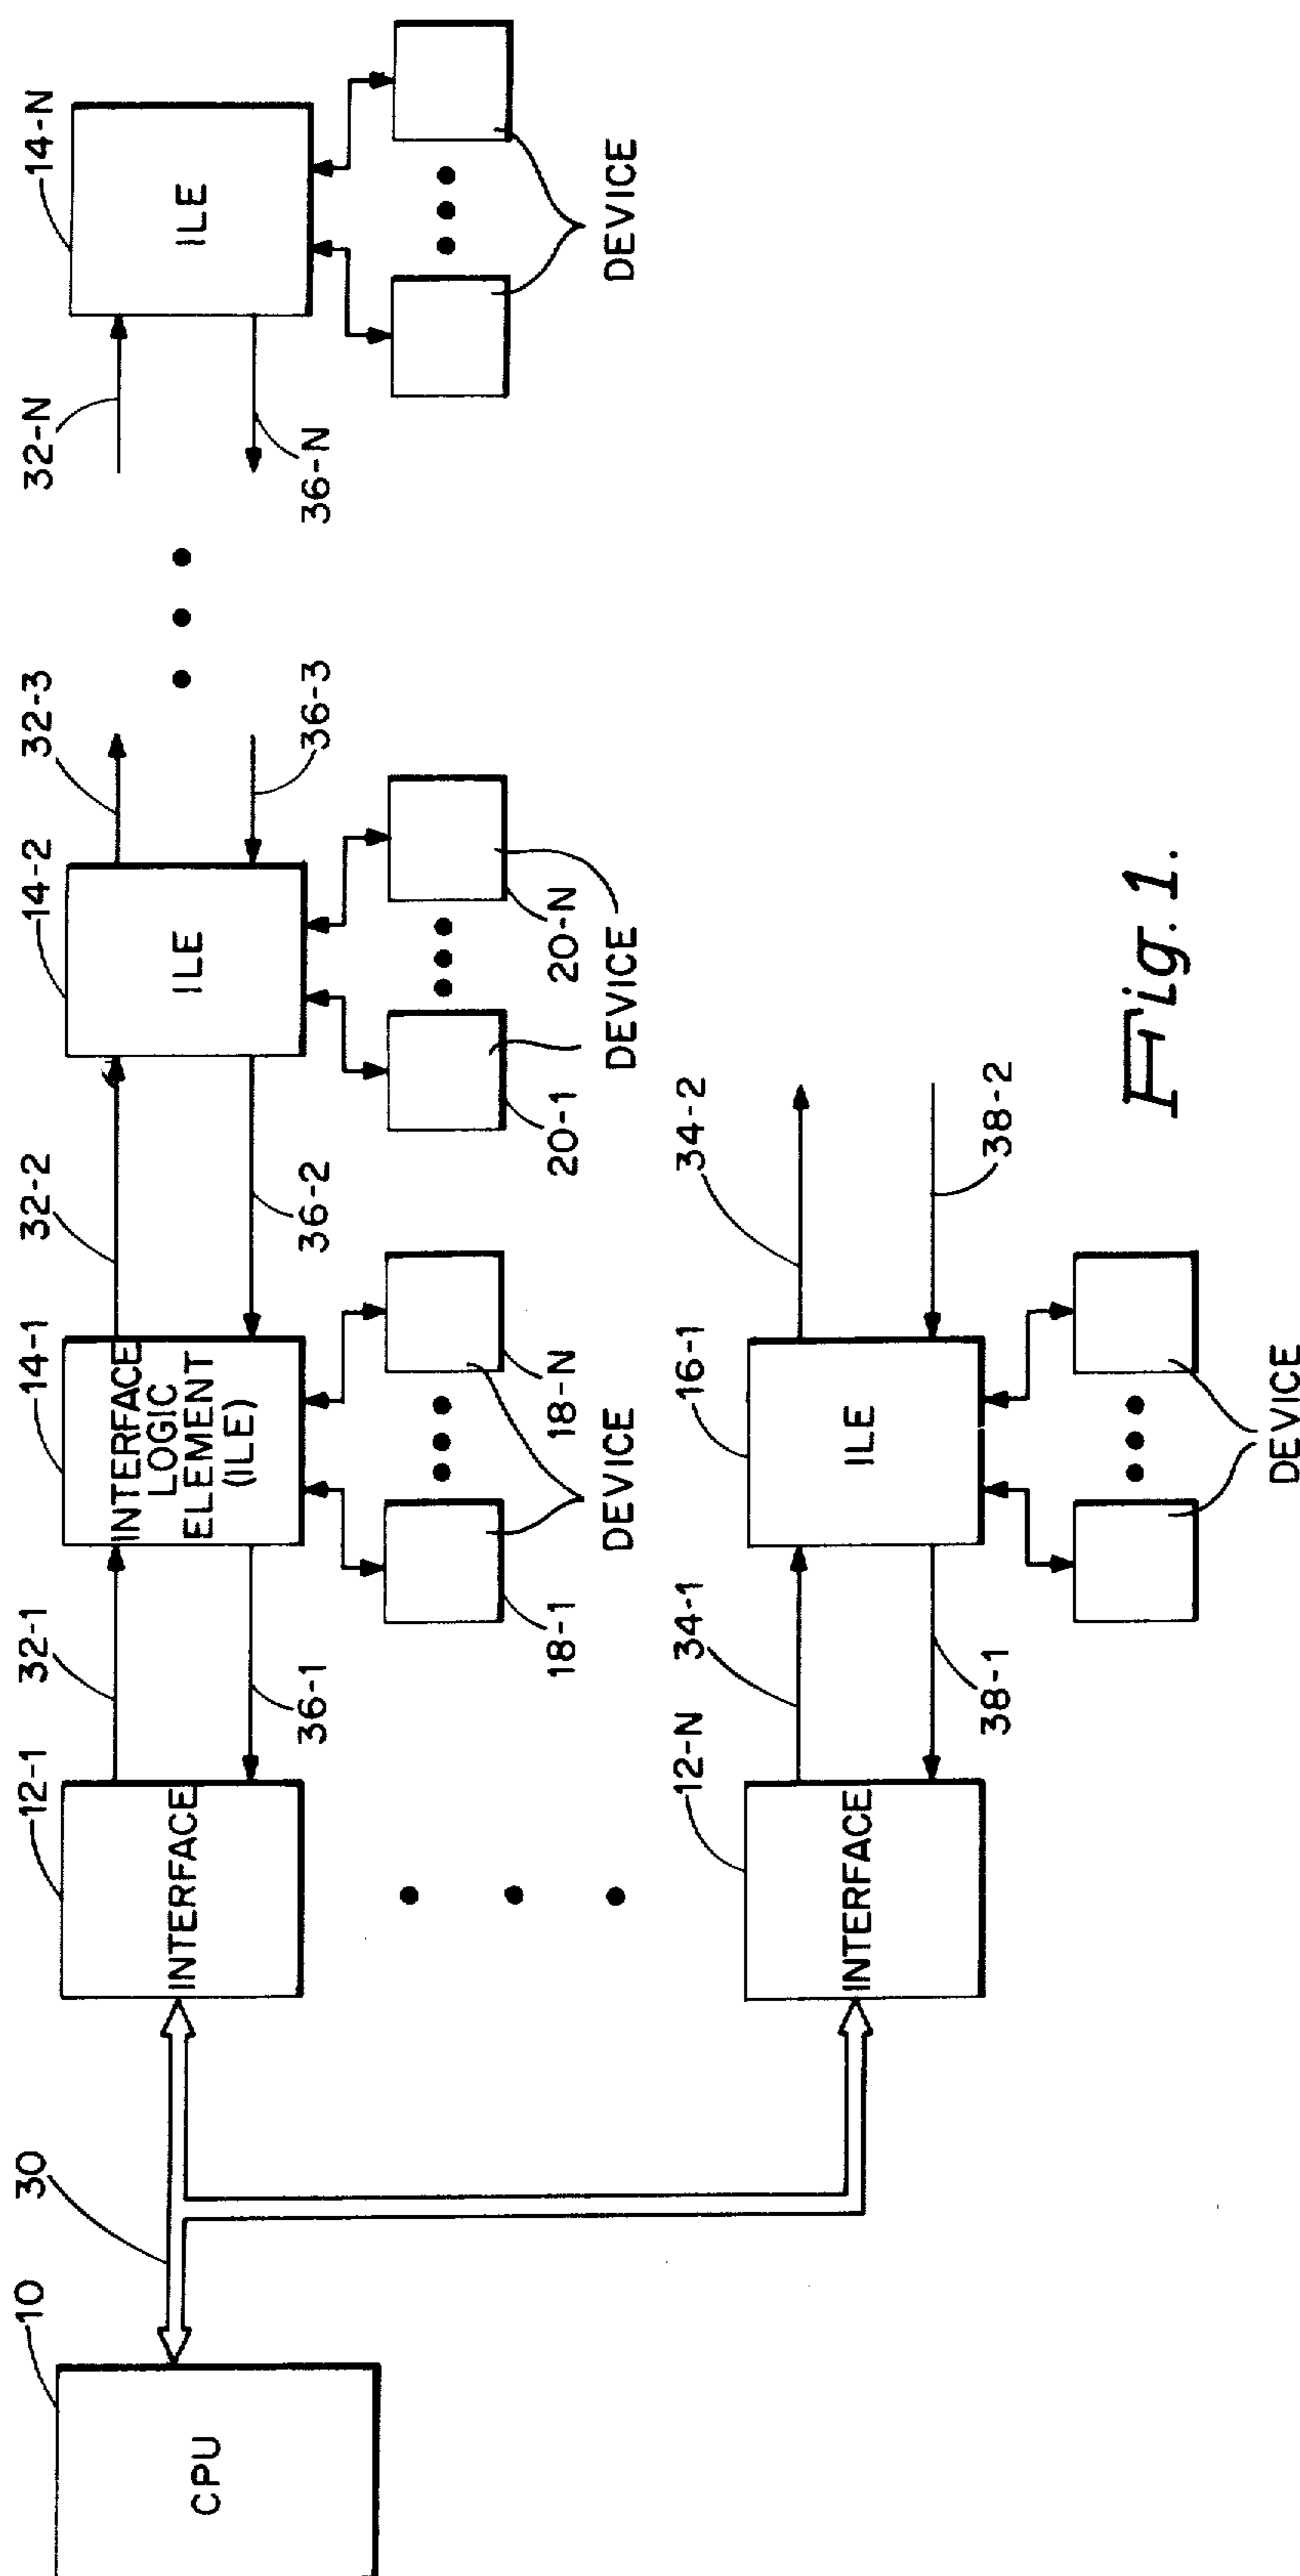 10
CPU
30
12-1
INTERFACE
32-1
36-1
14-1
INTERFACE
LOGIC
ELEMENT
(ILE)
18-1
18-N
DEVICE
32-2
36-2
14-2
ILE
20-1
20-N
DEVICE
32-3
36-3
32-N
36-N
14-N
ILE
DEVICE
12-N
INTERFACE
34-1
38-1
16-1
ILE
DEVICE
34-2
38-2
Fig. 1.